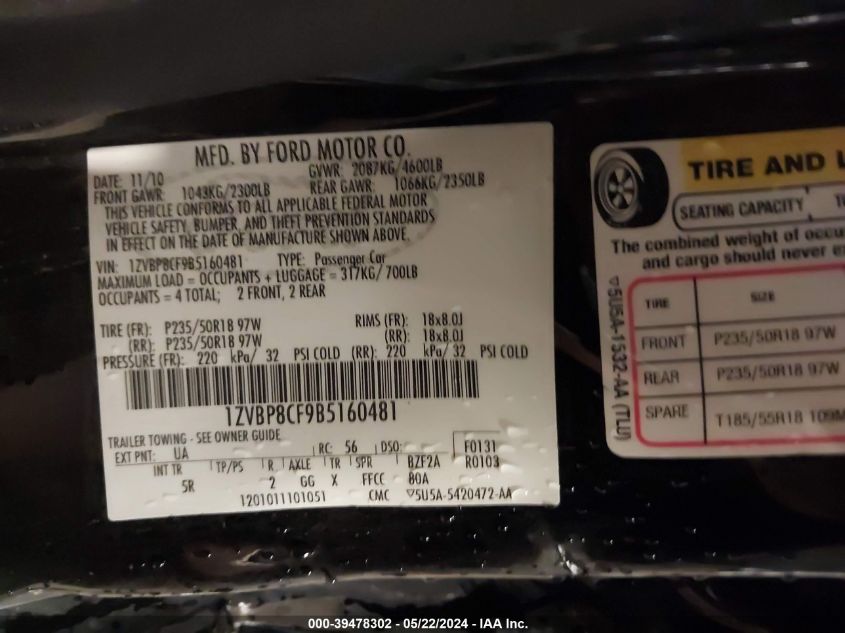 MFD. BY FORD MOTOR CO.
DATE: 11/10 GVWR: 2087KG/4600LB
FRONT GAWR: 1043KG/2300LB REAR GAWR: 1066KG/2350LB
THIS VEHICLE CONFORMS TO ALL APPLICABLE FEDERAL MOTOR
VEHICLE SAFETY, BUMPER, AND THEFT PREVENTION STANDARDS
IN EFFECT ON THE DATE OF MANUFACTURE SHOWN ABOVE.
VIN: 1ZVBP8CF9B5160481 TYPE: Passenger Car
MAXIMUM LOAD = OCCUPANTS + LUGGAGE = 317KG/700LB
OCCUPANTS = 4 TOTAL; 2 FRONT, 2 REAR
TIRE (FR): P235/50R18 97W RIMS (FR): 18x8.0J
(RR): P235/50R18 97W (RR): 18x8.0J
PRESSURE (FR): 220 kPa/ 32 PSI COLD (RR): 220 kPa/ 32 PSI COLD
1ZVBP8CF9B5160481
TRAILER TOWING - SEE OWNER GUIDE
EXT PNT: UA RC: 56 DSO: F0131
INT TR TP/PS R AXLE TR SPR BZF2A R0103
5R 2 GG X FFCC 80A
1201011101051 CMC ▽5U5A-5420472-AA
TIRE AND L
SEATING CAPACITY TO
The combined weight of occu
and cargo should never e
TIRE SIZE
FRONT P235/50R18 97W
REAR P235/50R18 97W
SPARE T185/55R18 109M
▽5U5A-1532-AA (TLU)
000-39478302 - 05/22/2024 - IAA Inc.